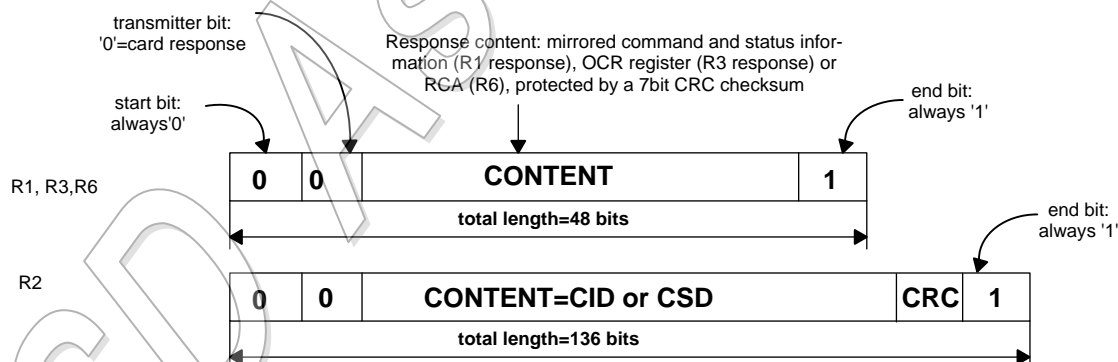 transmitter bit:
'0'=card response
Response content: mirrored command and status infor-
mation (R1 response), OCR register (R3 response) or
RCA (R6), protected by a 7bit CRC checksum
start bit:
always'0'
end bit:
always '1'
R1, R3,R6
0 0 CONTENT 1
total length=48 bits
end bit:
always '1'
R2
0 0 CONTENT=CID or CSD CRC 1
total length=136 bits
SD As